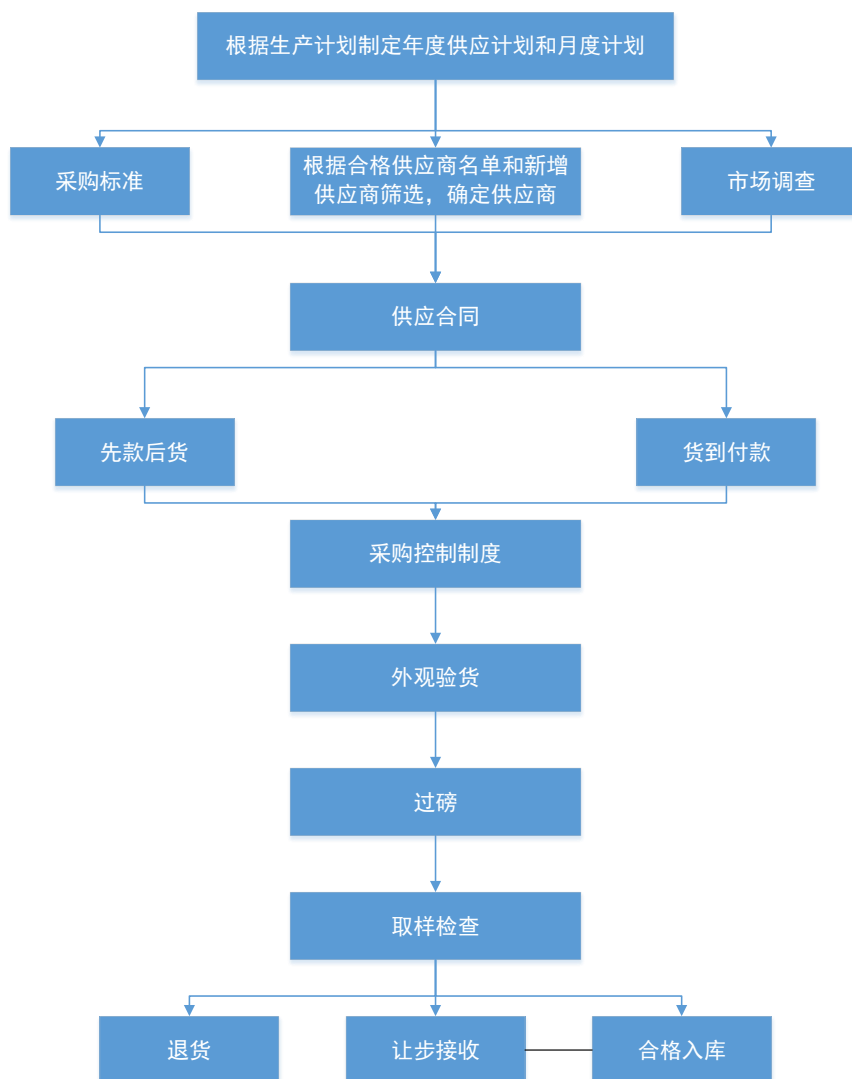 根据生产计划制定年度供应计划和月度计划
采购标准
根据合格供应商名单和新增
供应商筛选，确定供应商
市场调查
供应合同
先款后货
货到付款
采购控制制度
外观验货
过磅
取样检查
退货
让步接收
合格入库